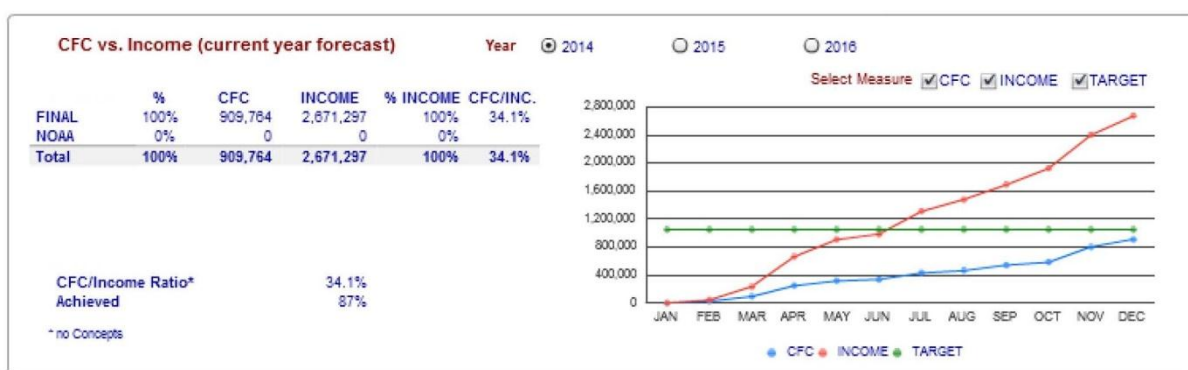 CFC vs. Income (current year forecast) Year 2014 2015 2016
Select Measure CFC INCOME TARGET
% CFC INCOME % INCOME CFC/INC.
FINAL 100% 909,764 2,671,297 100% 34.1%
NOAA 0% 0 0 0%
Total 100% 909,764 2,671,297 100% 34.1%
CFC/Income Ratio* 34.1%
Achieved 87%
* no Concepts
2,800,000
2,400,000
2,000,000
1,600,000
1,200,000
800,000
400,000
0
JAN FEB MAR APR MAY JUN JUL AUG SEP OCT NOV DEC
CFC INCOME TARGET